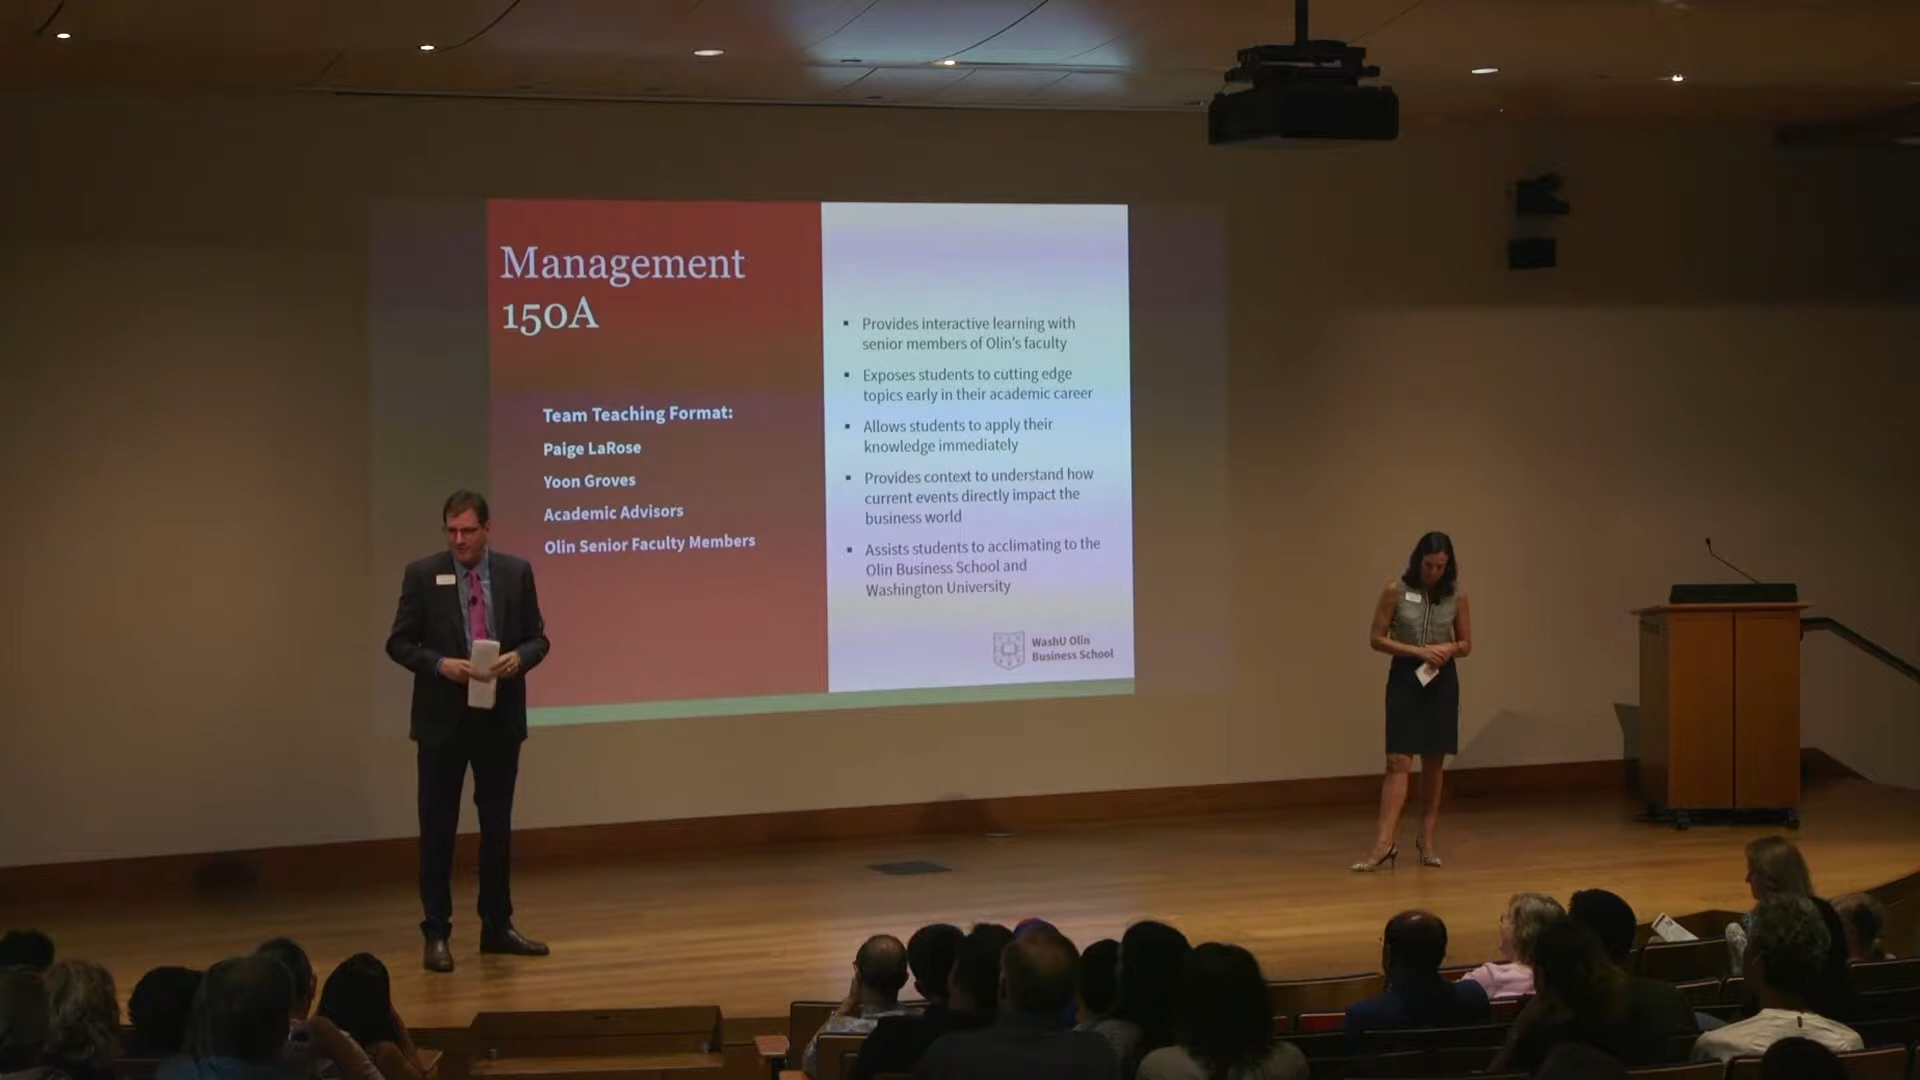 Management
150A
Team Teaching Format:
Paige LaRose
Yoon Groves
Academic Advisors
Olin Senior Faculty Members
▪ Provides interactive learning with
senior members of Olin's faculty
▪ Exposes students to cutting edge
topics early in their academic career
▪ Allows students to apply their
knowledge immediately
▪ Provides context to understand how
current events directly impact the
business world
▪ Assists students to acclimating to the
Olin Business School and
Washington University
WashU Olin
Business School